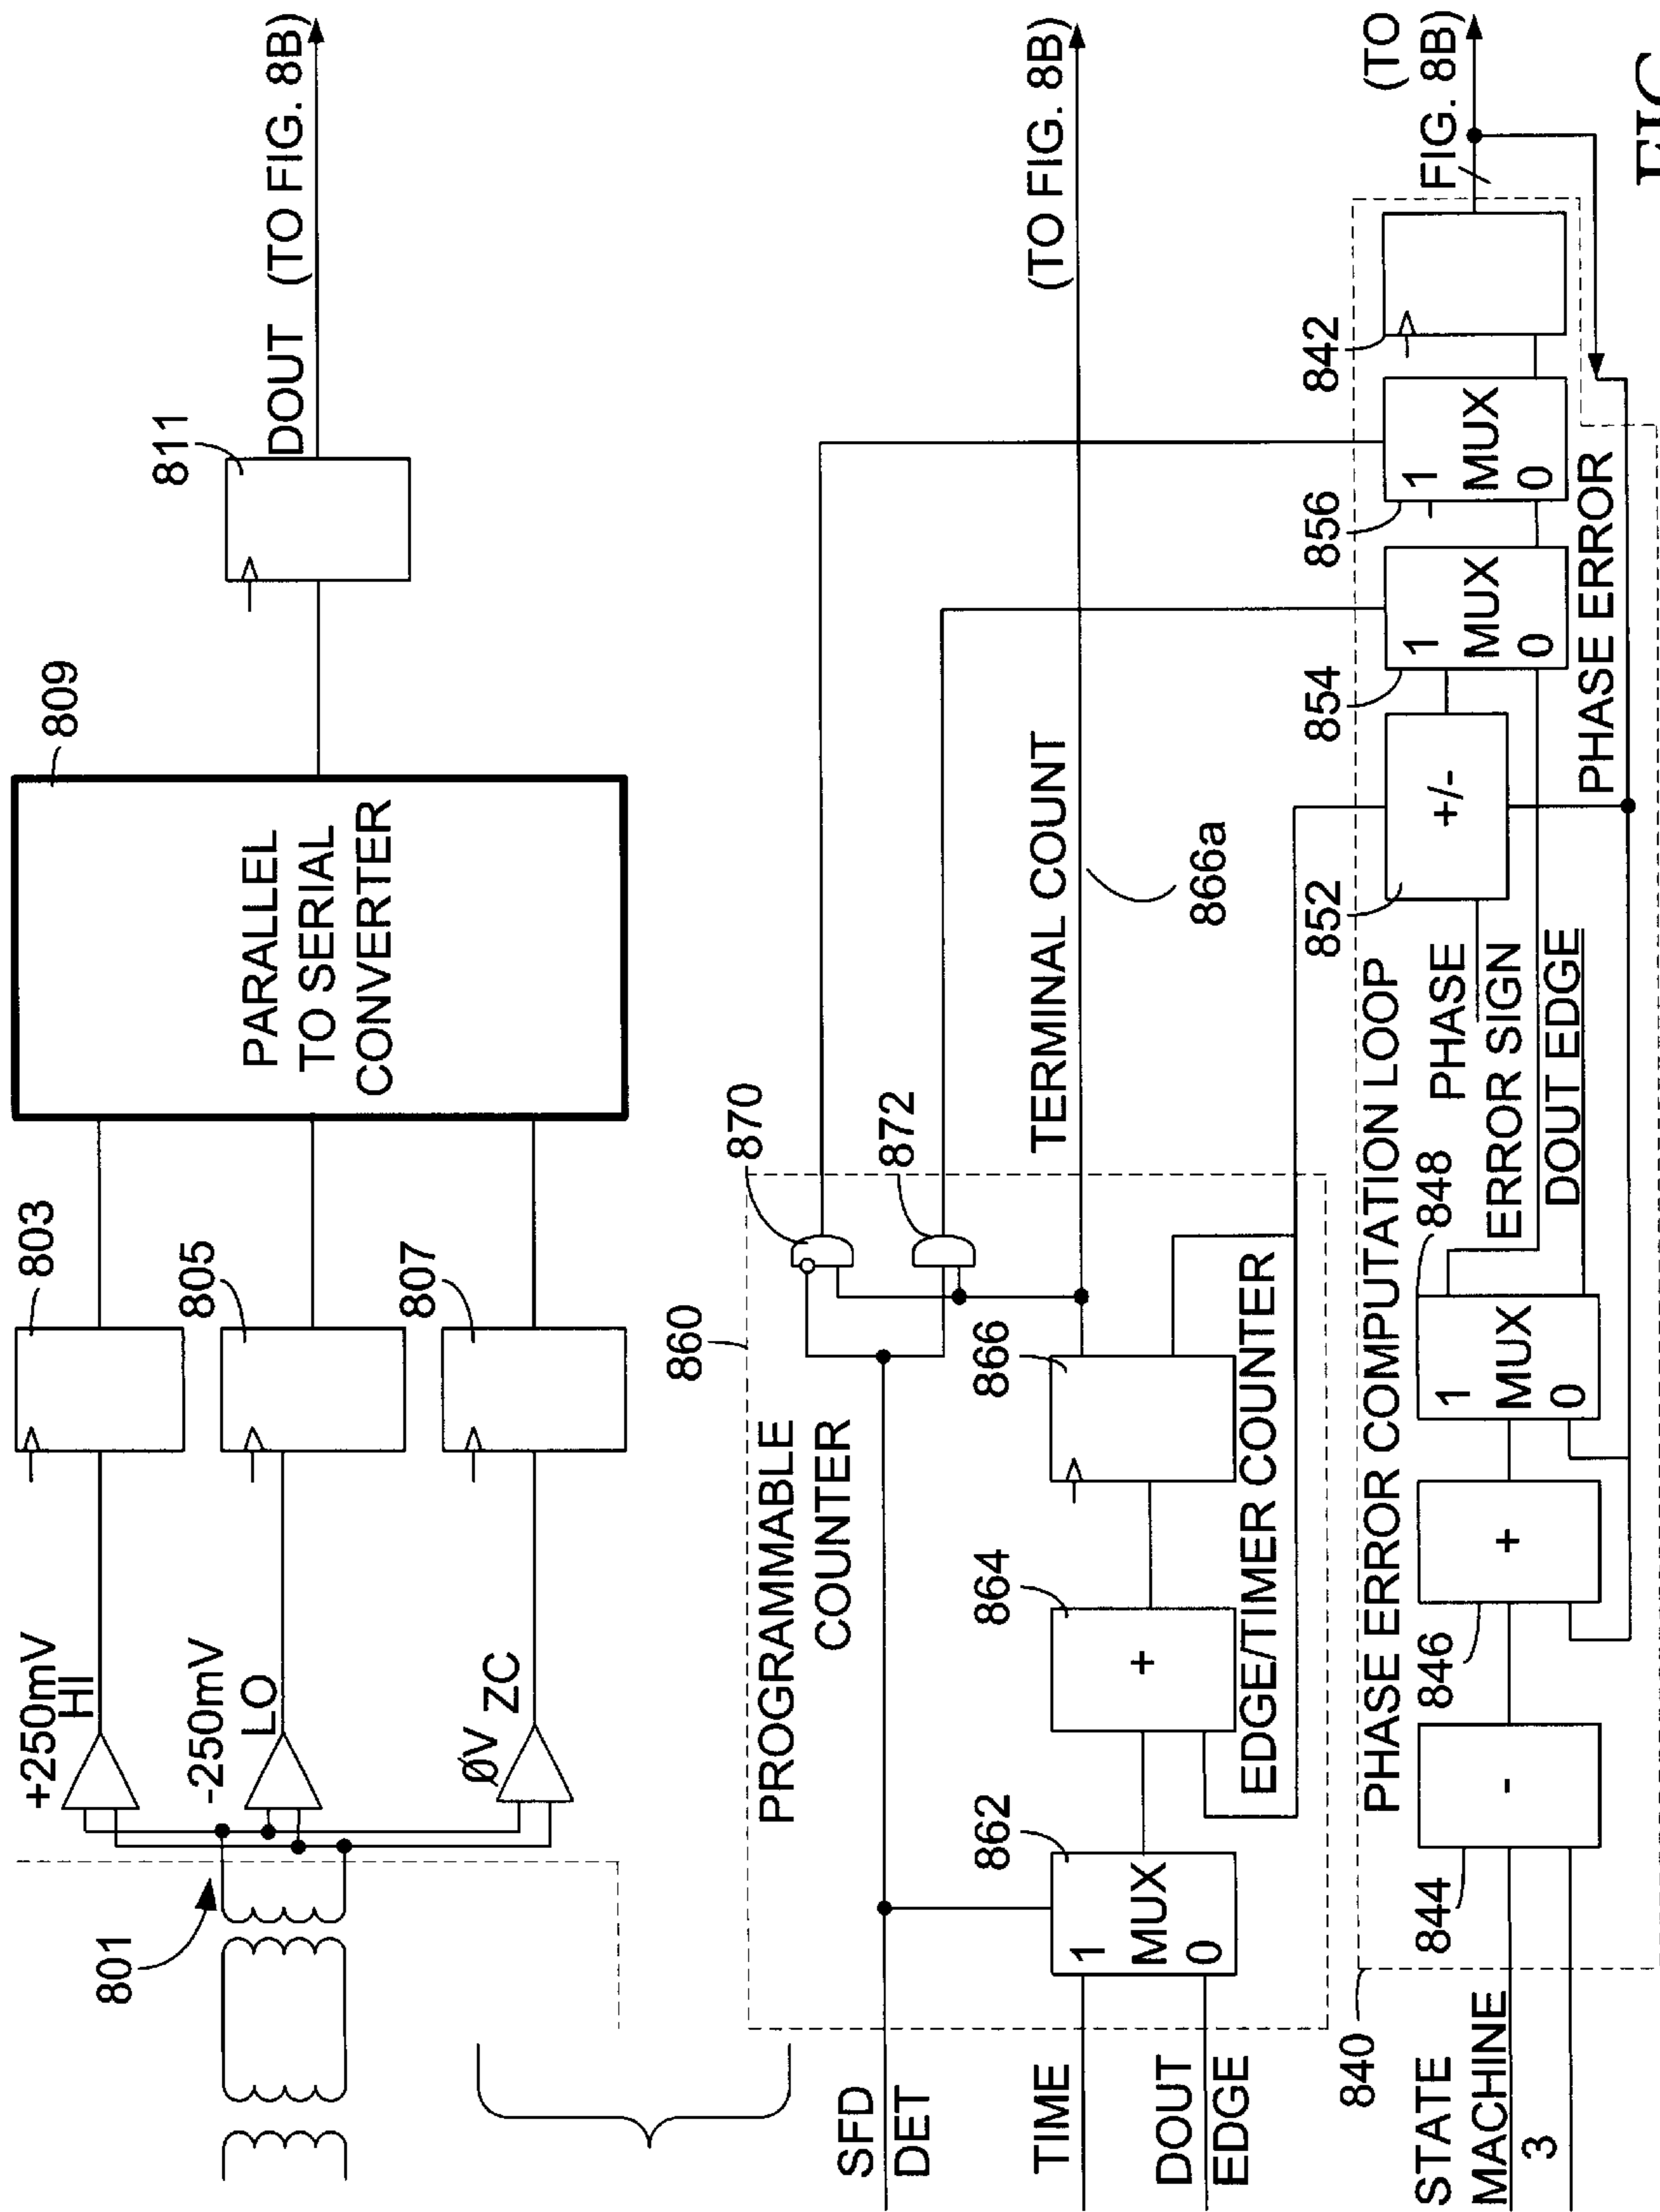 801
+250mV
HI
-250mV
LO
ØV
ZC
803
805
807
PARALLEL
TO SERIAL
CONVERTER
809
811
DOUT (TO FIG. 8B)
SFD
DET
TIME
DOUT
EDGE
860
PROGRAMMABLE
COUNTER
862
1
MUX
0
864
+
866
870
872
EDGE/TIMER COUNTER
TERMINAL COUNT
866a
(TO FIG. 8B)
840
PHASE ERROR COMPUTATION LOOP
STATE
MACHINE
3
844
-
846
+
848
1
MUX
0
PHASE
ERROR SIGN
DOUT EDGE
852
+/-
854
1
MUX
0
856
1
MUX
0
842
PHASE ERROR
(TO
FIG. 8B)